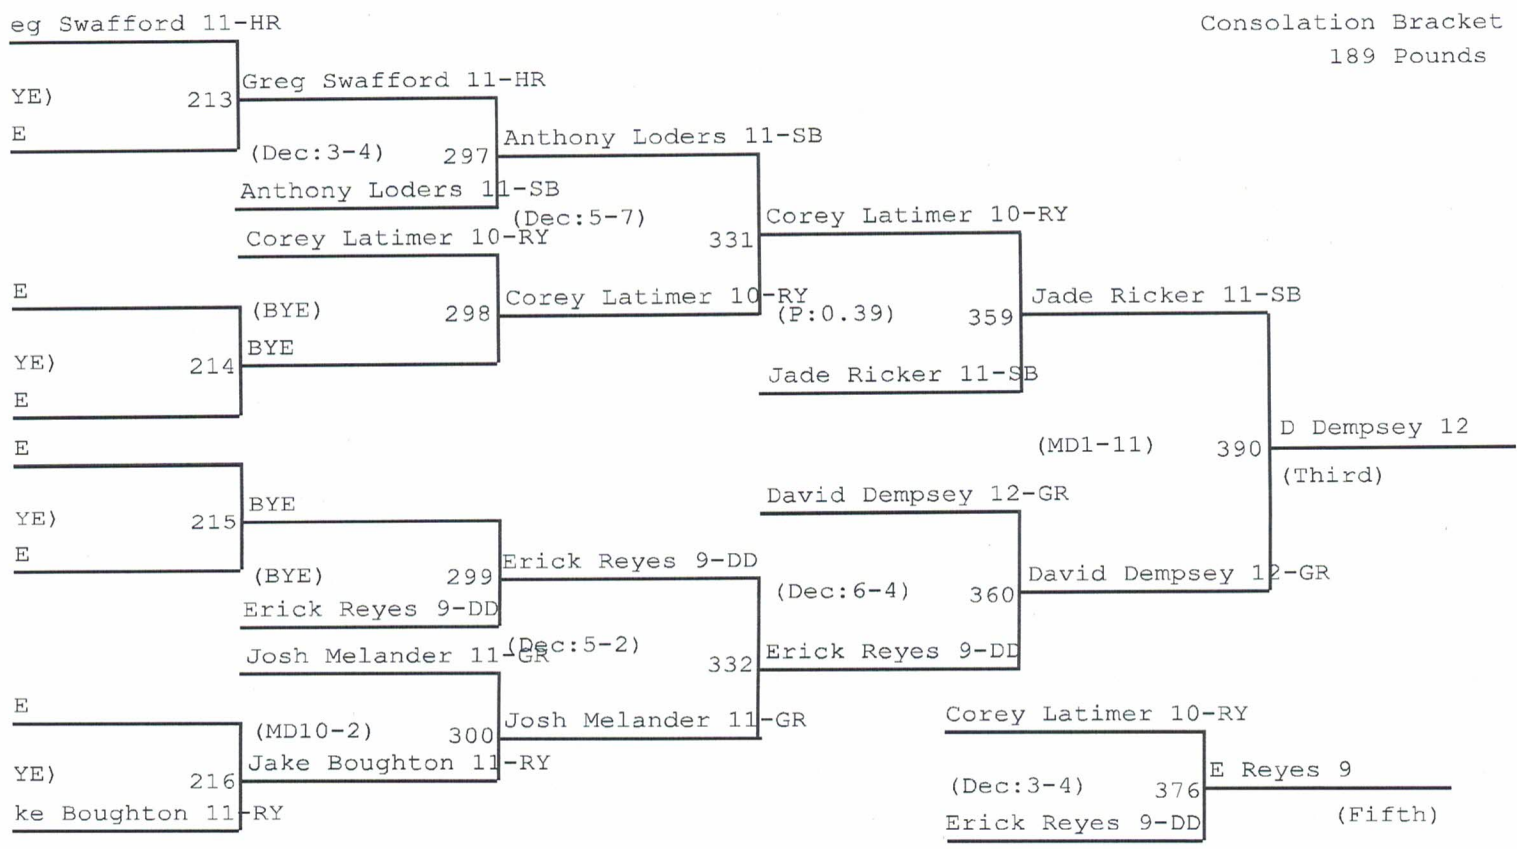 eg Swafford 11-HR
Consolation Bracket
189 Pounds
Greg Swafford 11-HR
YE)
213
E
Anthony Loders 11-SB
(Dec:3-4)
297
Anthony Loders 11-SB
(Dec:5-7)
Corey Latimer 10-RY
Corey Latimer 10-RY
331
E
Corey Latimer 10-RY
Jade Ricker 11-SB
(BYE)
298
(P:0.39)
359
BYE
YE)
214
Jade Ricker 11-SB
E
D Dempsey 12
E
(MD1-11)
390
(Third)
David Dempsey 12-GR
BYE
YE)
215
E
Erick Reyes 9-DD
David Dempsey 12-GR
(BYE)
299
(Dec:6-4)
360
Erick Reyes 9-DD
(Dec:5-2)
Josh Melander 11-GR
Erick Reyes 9-DD
332
E
Josh Melander 11-GR
Corey Latimer 10-RY
(MD10-2)
300
Jake Boughton 11-RY
E Reyes 9
YE)
216
(Dec:3-4)
376
ke Boughton 11-RY
(Fifth)
Erick Reyes 9-DD